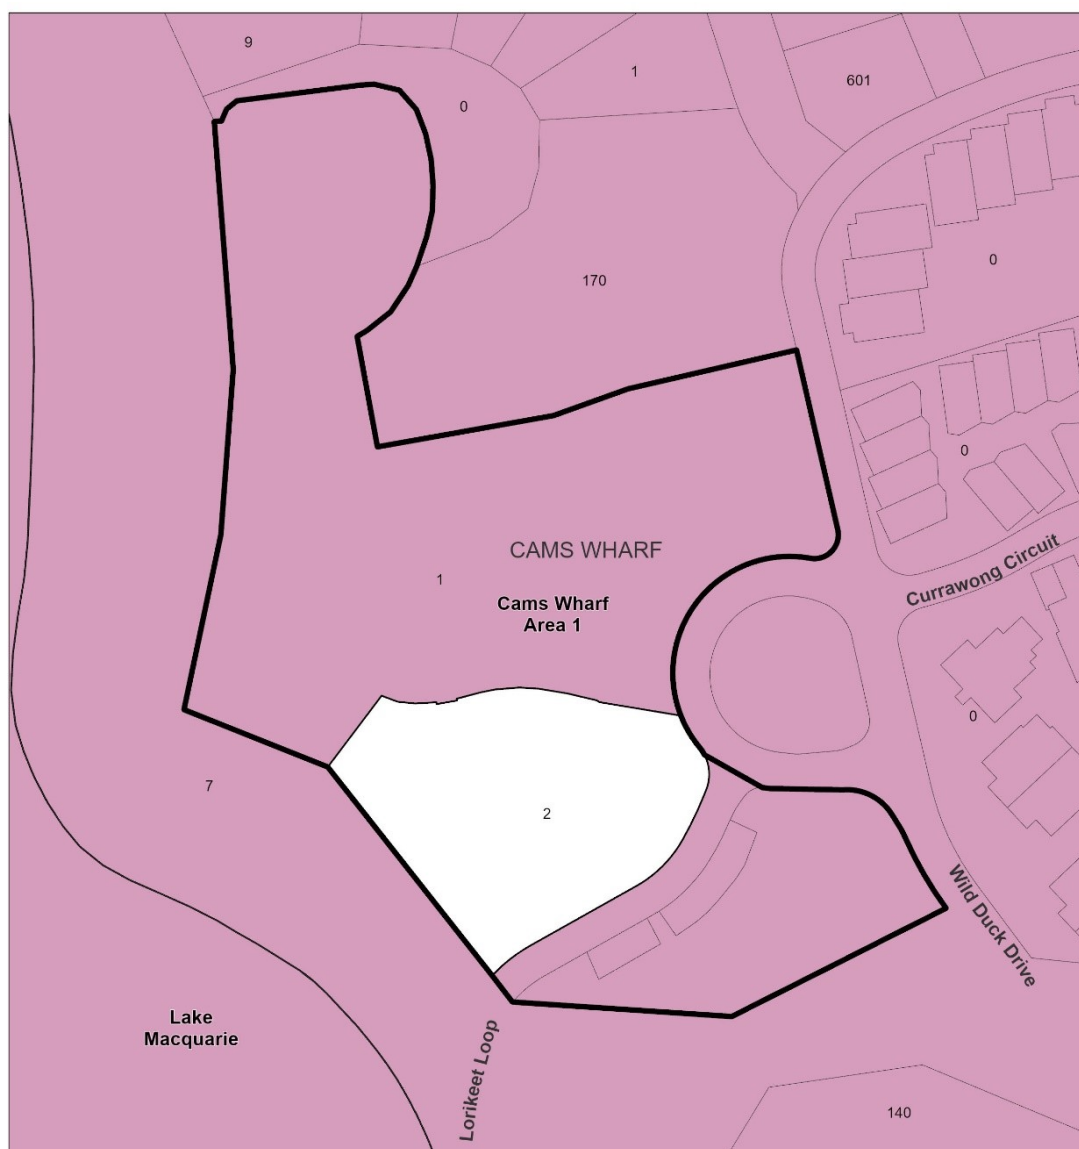 9
1
0
601
170
0
0
CAMS WHARF
1
Cams Wharf
Area 1
Currawong Circuit
0
7
2
Wild Duck Drive
Lake
Macquarie
Lorikeet Loop
140